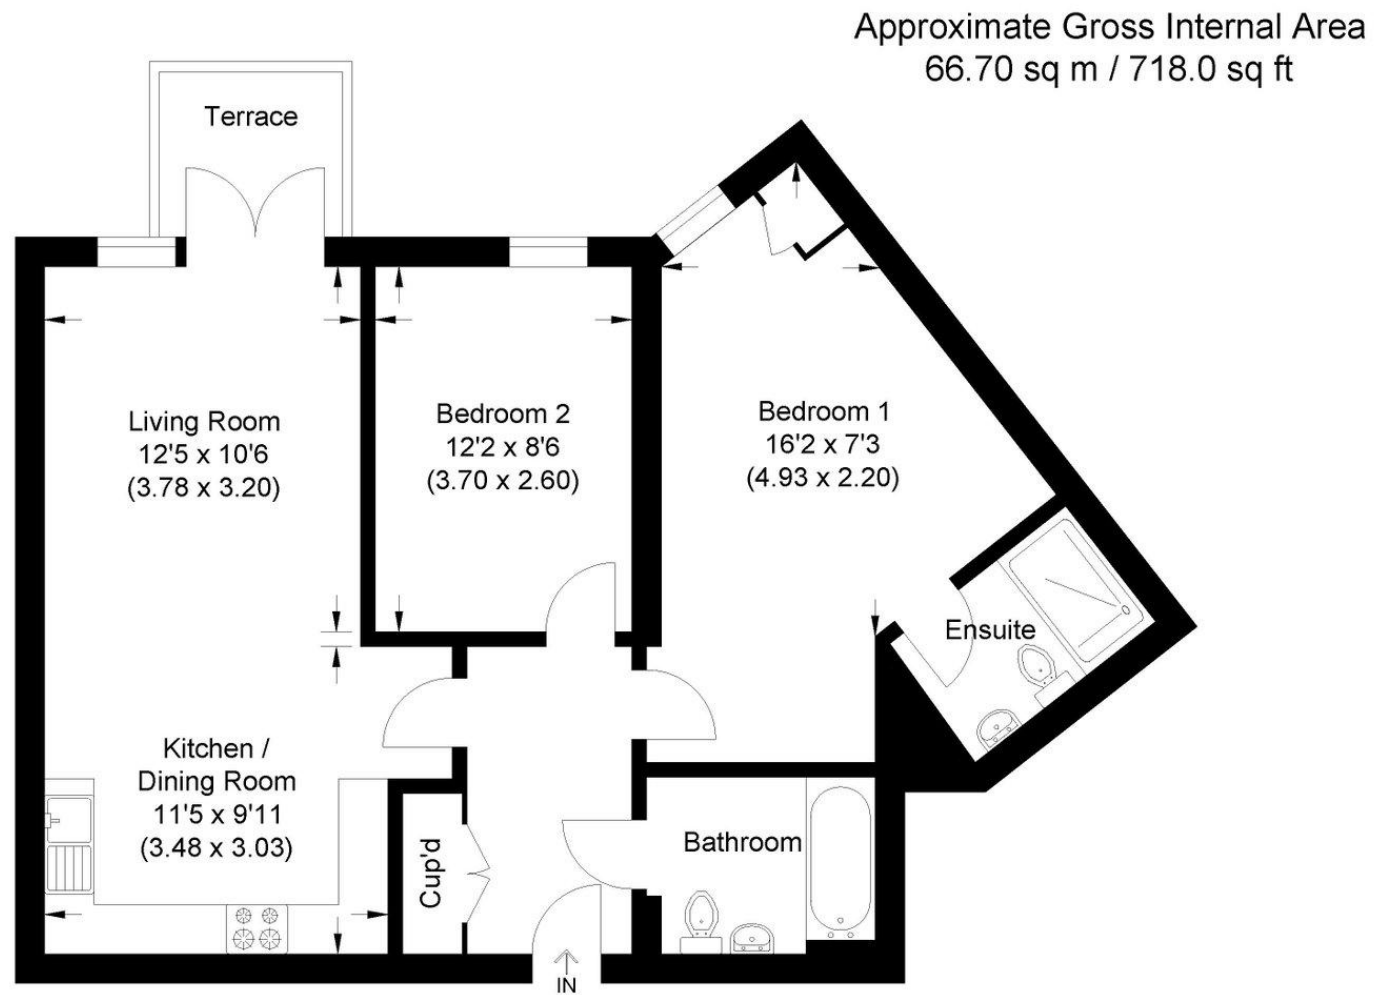 Approximate Gross Internal Area
66.70 sq m / 718.0 sq ft
Terrace
Living Room
12'5 x 10'6
(3.78 x 3.20)
Bedroom 2
12'2 x 8'6
(3.70 x 2.60)
Bedroom 1
16'2 x 7'3
(4.93 x 2.20)
Ensuite
Kitchen /
Dining Room
11'5 x 9'11
(3.48 x 3.03)
Cup'd
Bathroom
IN